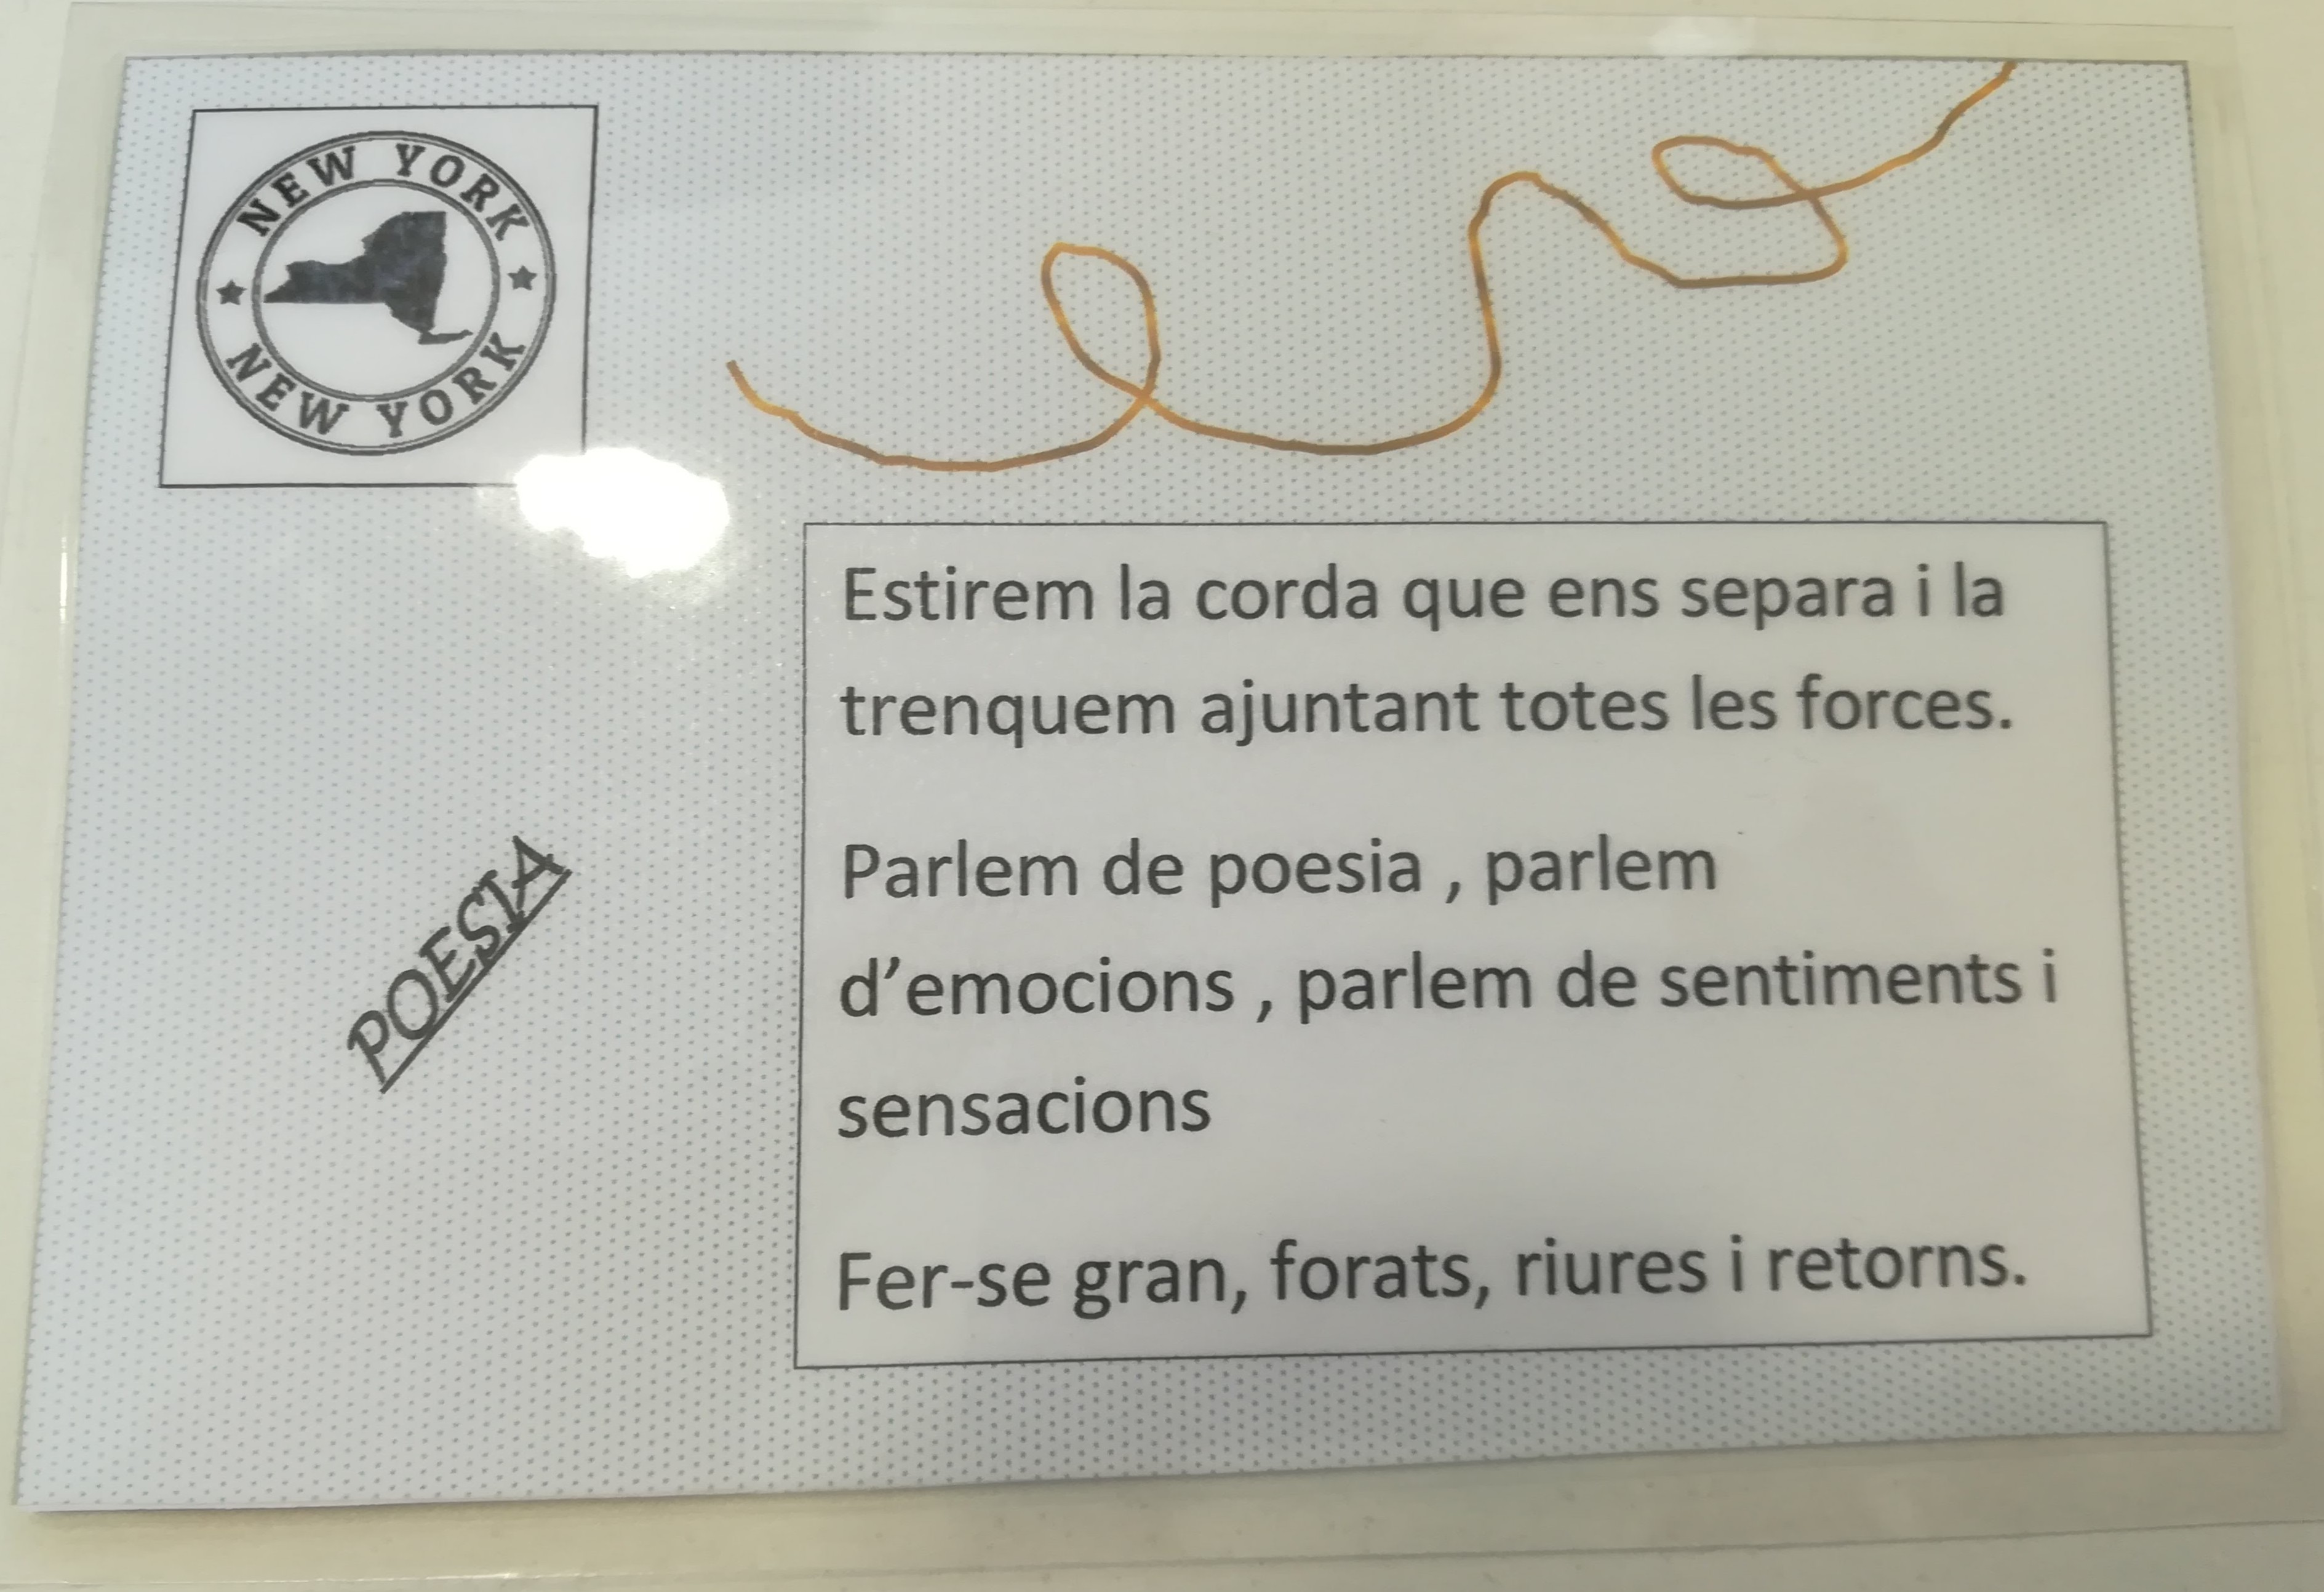 NEW YORK
NEW YORK
Estirem la corda que ens separa i la
trenquem ajuntant totes les forces.
Parlem de poesia , parlem
d’emocions , parlem de sentiments i
sensacions
Fer-se gran, forats, riures i retorns.
POESIA